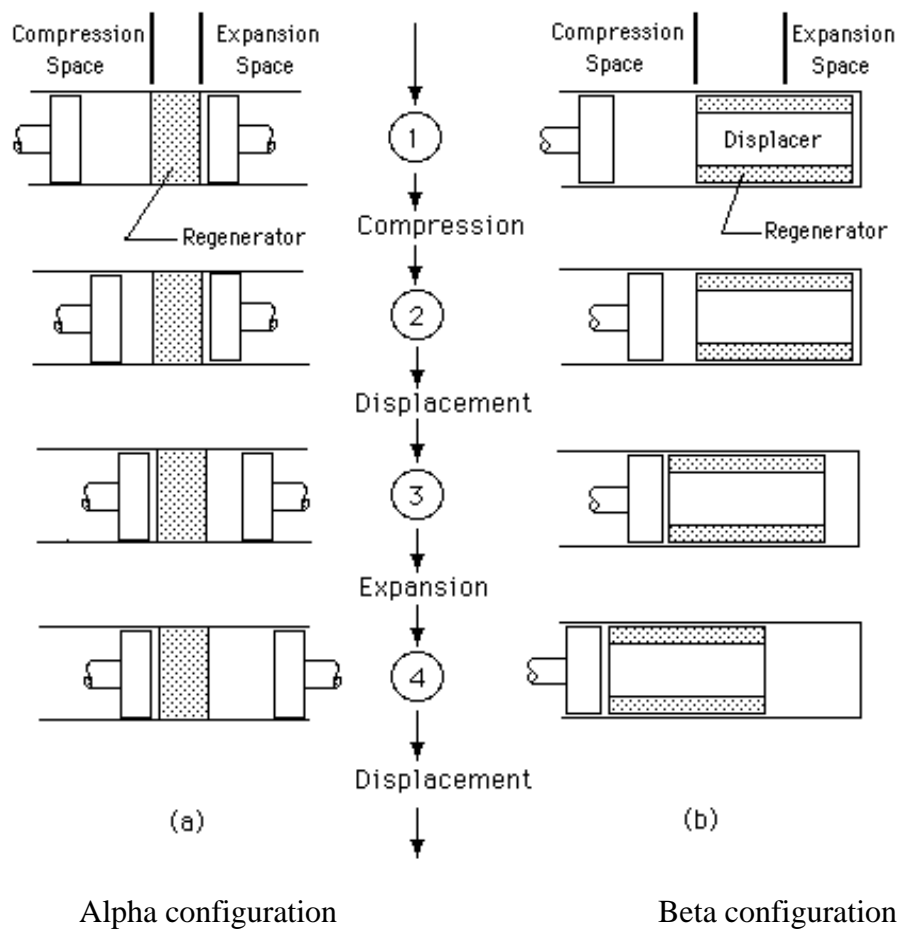 Compression
Space
Expansion
Space
Compression
Space
Expansion
Space
1
Displacer
Regenerator
Regenerator
Compression
2
Displacement
3
Expansion
4
Displacement
(a)
(b)
Alpha configuration
Beta configuration